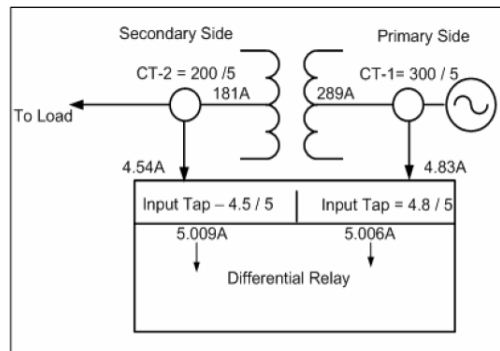 Secondary Side
Primary Side
CT-2 = 200 /5
CT-1= 300 / 5
181A
289A
To Load
4.54A
4.83A
Input Tap – 4.5 / 5
Input Tap = 4.8 / 5
5.009A
5.006A
Differential Relay